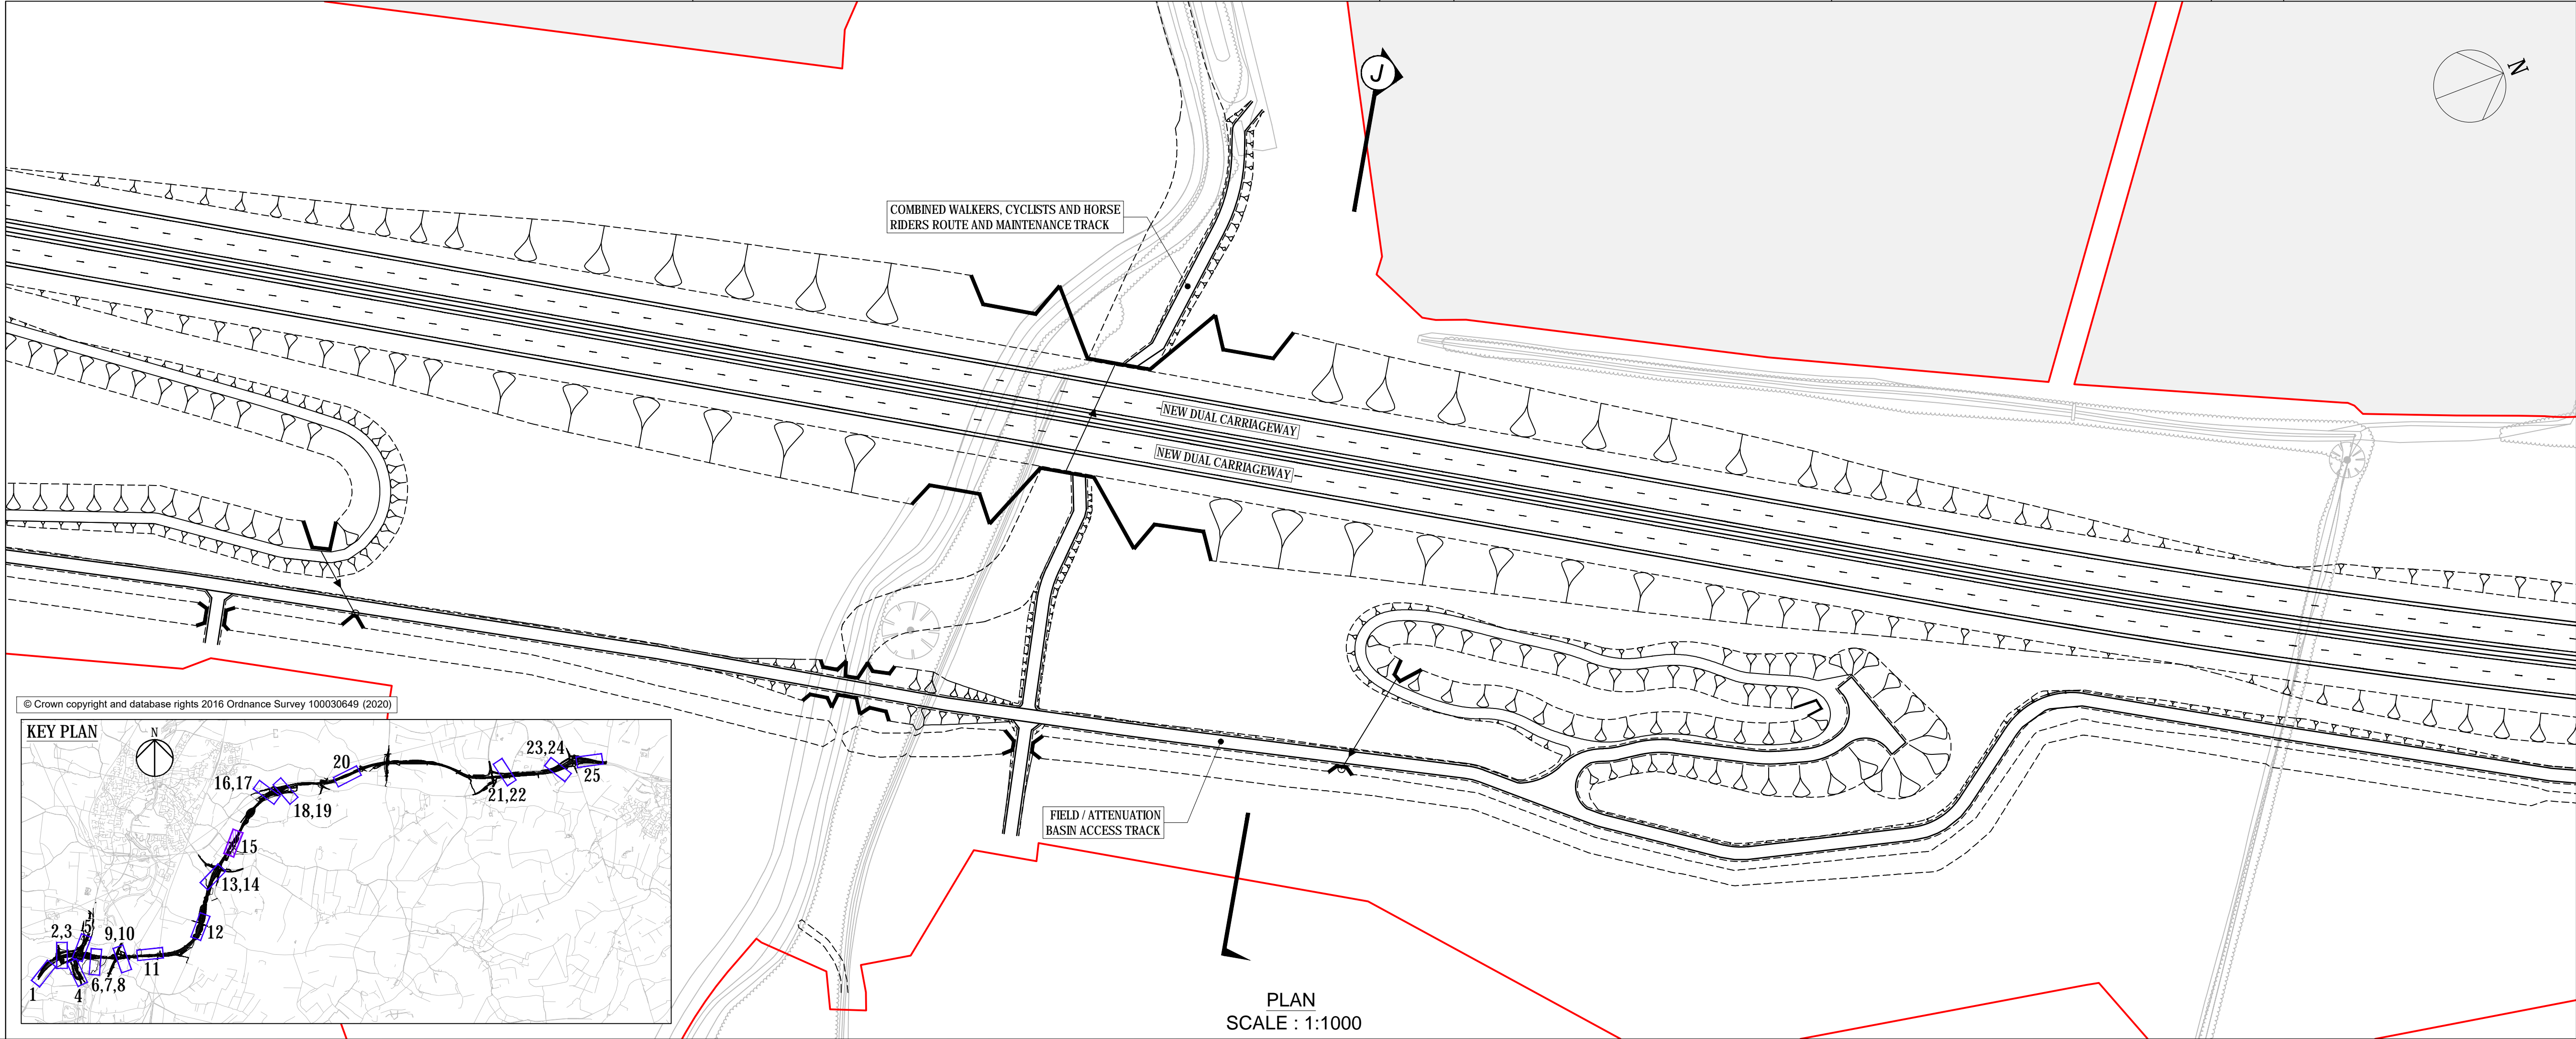 J
N
COMBINED WALKERS, CYCLISTS AND HORSE
RIDERS ROUTE AND MAINTENANCE TRACK
NEW DUAL CARRIAGEWAY
NEW DUAL CARRIAGEWAY
© Crown copyright and database rights 2016 Ordnance Survey 100030649 (2020)
KEY PLAN
N
23,24
20
25
16,17
21,22
18,19
15
13,14
2,3
5
9,10
12
11
6,7,8
1
4
FIELD / ATTENUATION
BASIN ACCESS TRACK
PLAN
SCALE : 1:1000